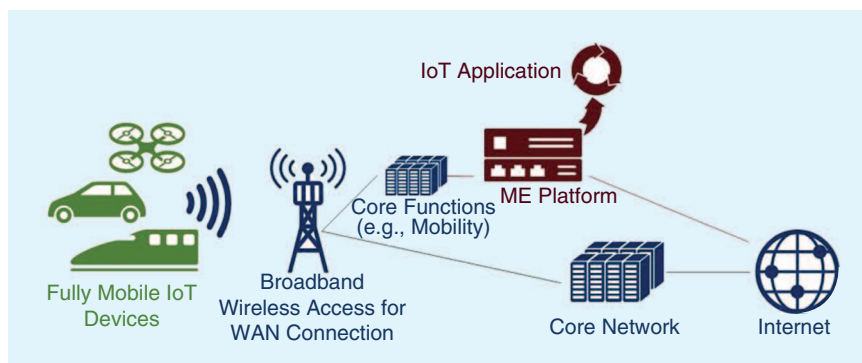 IoT Application
ME Platform
Core Functions
(e.g., Mobility)
Fully Mobile IoT
Devices
Broadband
Wireless Access for
WAN Connection
Core Network
Internet